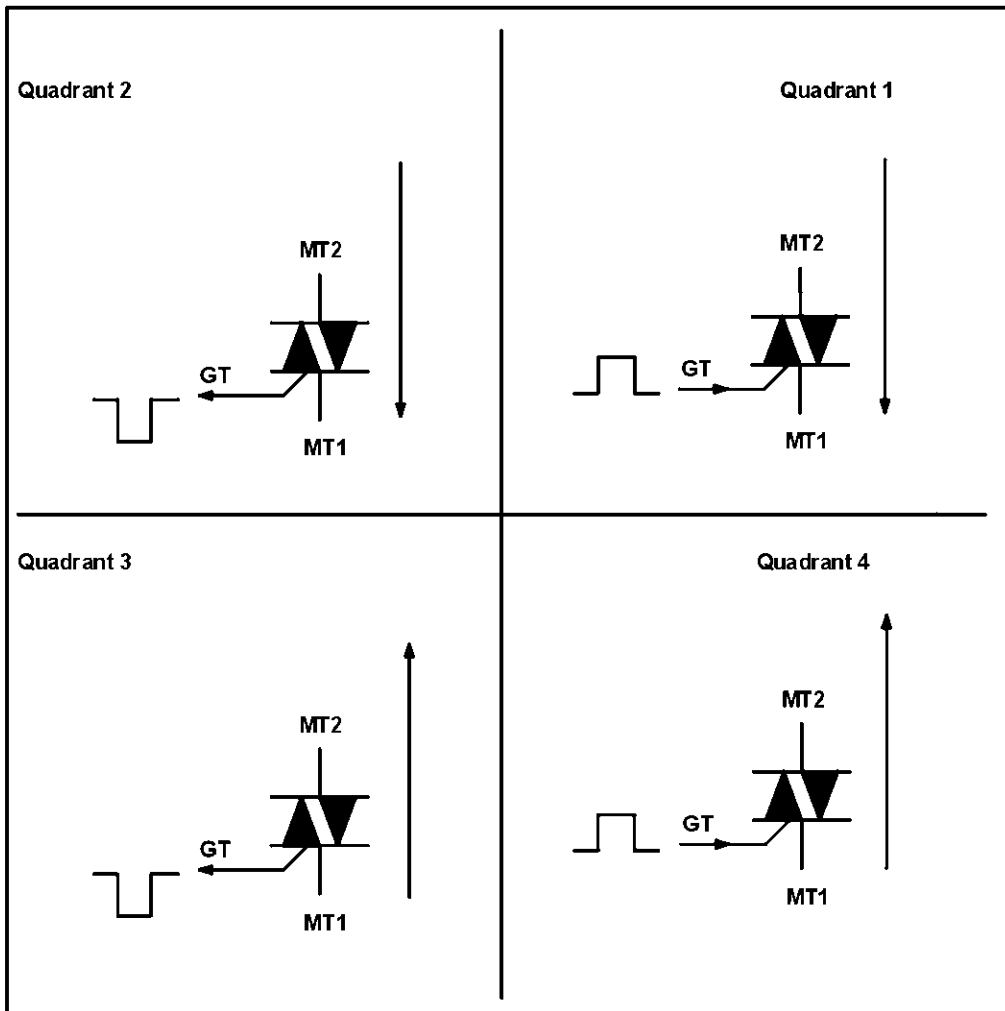 Quadrant 2
MT2
GT
MT1
Quadrant 1
MT2
GT
MT1
Quadrant 3
MT2
GT
MT1
Quadrant 4
MT2
GT
MT1